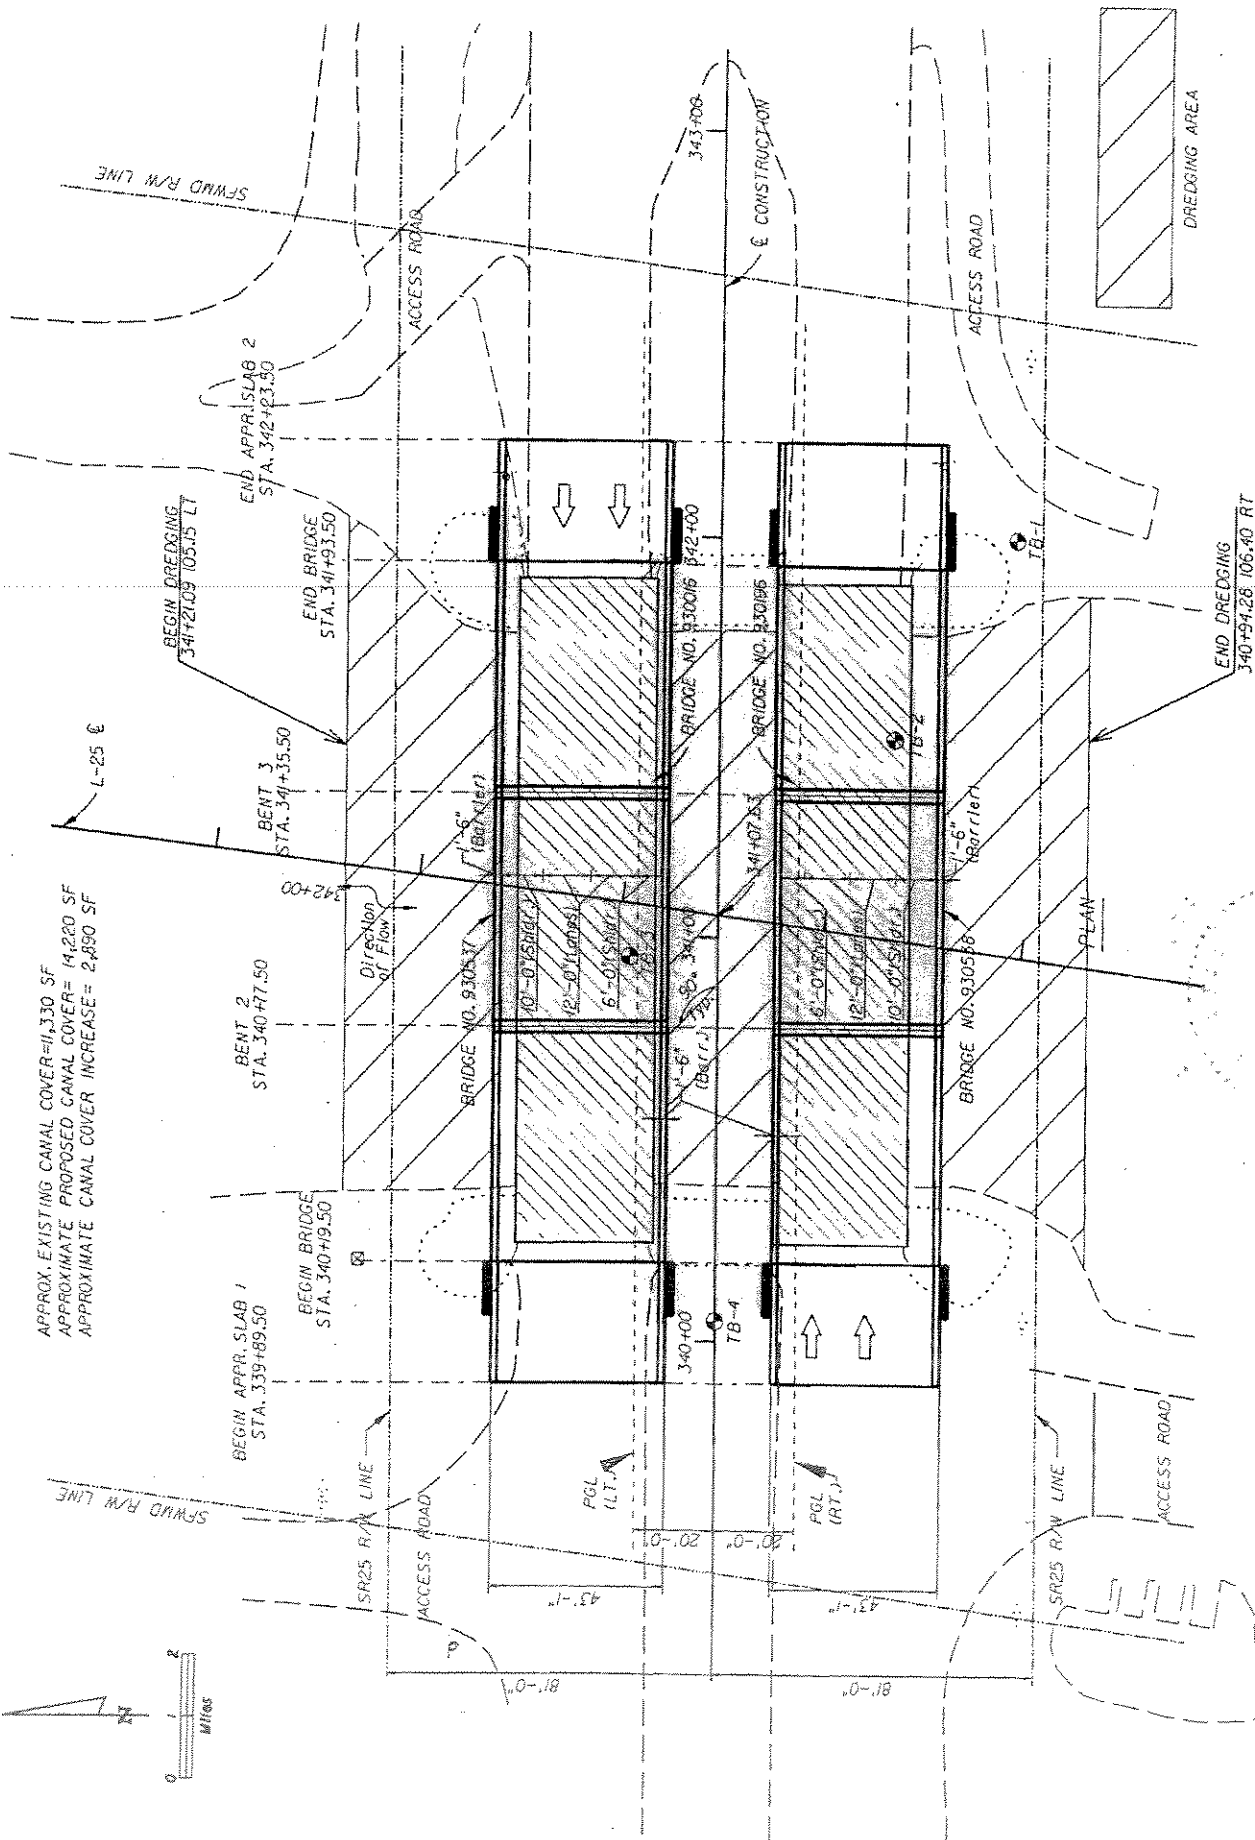 APPROX. EXISTING CANAL COVER=11,330 SF
APPROXIMATE PROPOSED CANAL COVER= 14,220 SF
APPROXIMATE CANAL COVER INCREASE= 2,890 SF
0 1 2
Miles
N
BEGIN APPR. SLAB 1
STA. 339+89.50
BEGIN BRIDGE
STA. 340+19.50
BENT 2
STA. 340+77.50
BENT 3
STA. 341+35.50
END BRIDGE
STA. 341+93.50
END APPR. SLAB 2
STA. 342+23.50
L-25 ℄
BEGIN DREDGING
341+21.09 105.15 LT
SFWMD R/W LINE
SFWMD R/W LINE
342+00
Direction
of Flow
SR25 R/W LINE
ACCESS ROAD
ACCESS ROAD
BRIDGE NO. 930537
1'-6"
(Barrier)
10'-0"(Shldr.)
12'-0"(Lanes)
6'-0"(Shldr.)
TB-3
BRIDGE NO. 930016
PGL
(LT.)
43'-1"
20'-0"
20'-0"
81'-0"
81'-0"
340+00
TB-4
1'-6"
(Barr.)
341+00
341+07.53
342+00
343+00
℄ CONSTRUCTION
BRIDGE NO. 930196
PGL
(RT.)
43'-1"
6'-0"(Shldr.)
12'-0"(Lanes)
10'-0"(Shldr.)
TB-2
1'-6"
(Barrier)
BRIDGE NO. 930538
TB-1
ACCESS ROAD
SR25 R/W LINE
ACCESS ROAD
PLAN
END DREDGING
340+94.28 106.40 RT
DREDGING AREA